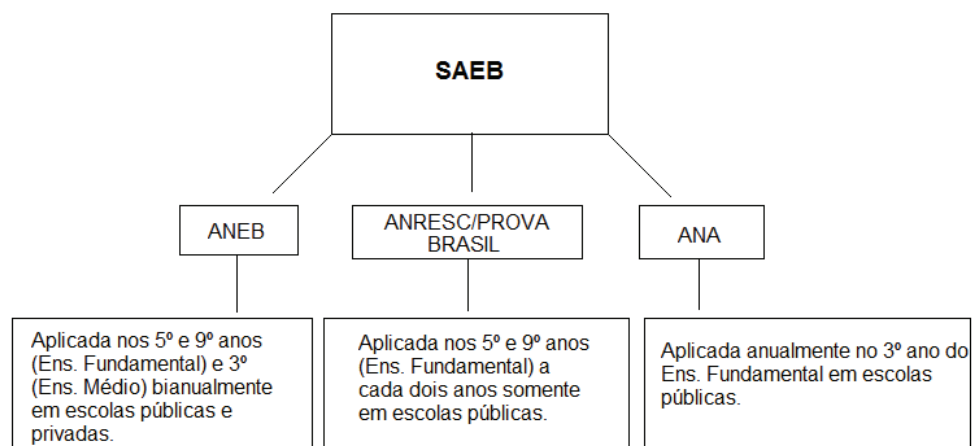 SAEB
ANEB
ANRESC/PROVA
BRASIL
ANA
Aplicada nos 5º e 9º anos
(Ens. Fundamental) e 3º
(Ens. Médio) bianualmente
em escolas públicas e
privadas.
Aplicada nos 5º e 9º anos
(Ens. Fundamental) a
cada dois anos somente
em escolas públicas.
Aplicada anualmente no 3º ano do
Ens. Fundamental em escolas
públicas.